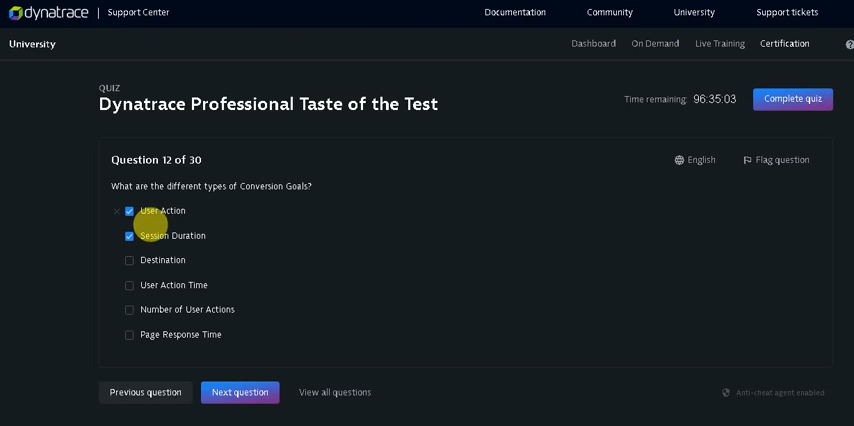 dynatrace | Support Center Documentation Community University Support tickets
University Dashboard On Demand Live Training Certification
QUIZ
Dynatrace Professional Taste of the Test
Time remaining: 96:35:03 Complete quiz
Question 12 of 30 English Flag question
What are the different types of Conversion Goals?
User Action
Session Duration
Destination
User Action Time
Number of User Actions
Page Response Time
Previous question Next question View all questions Anti-cheat agent enabled